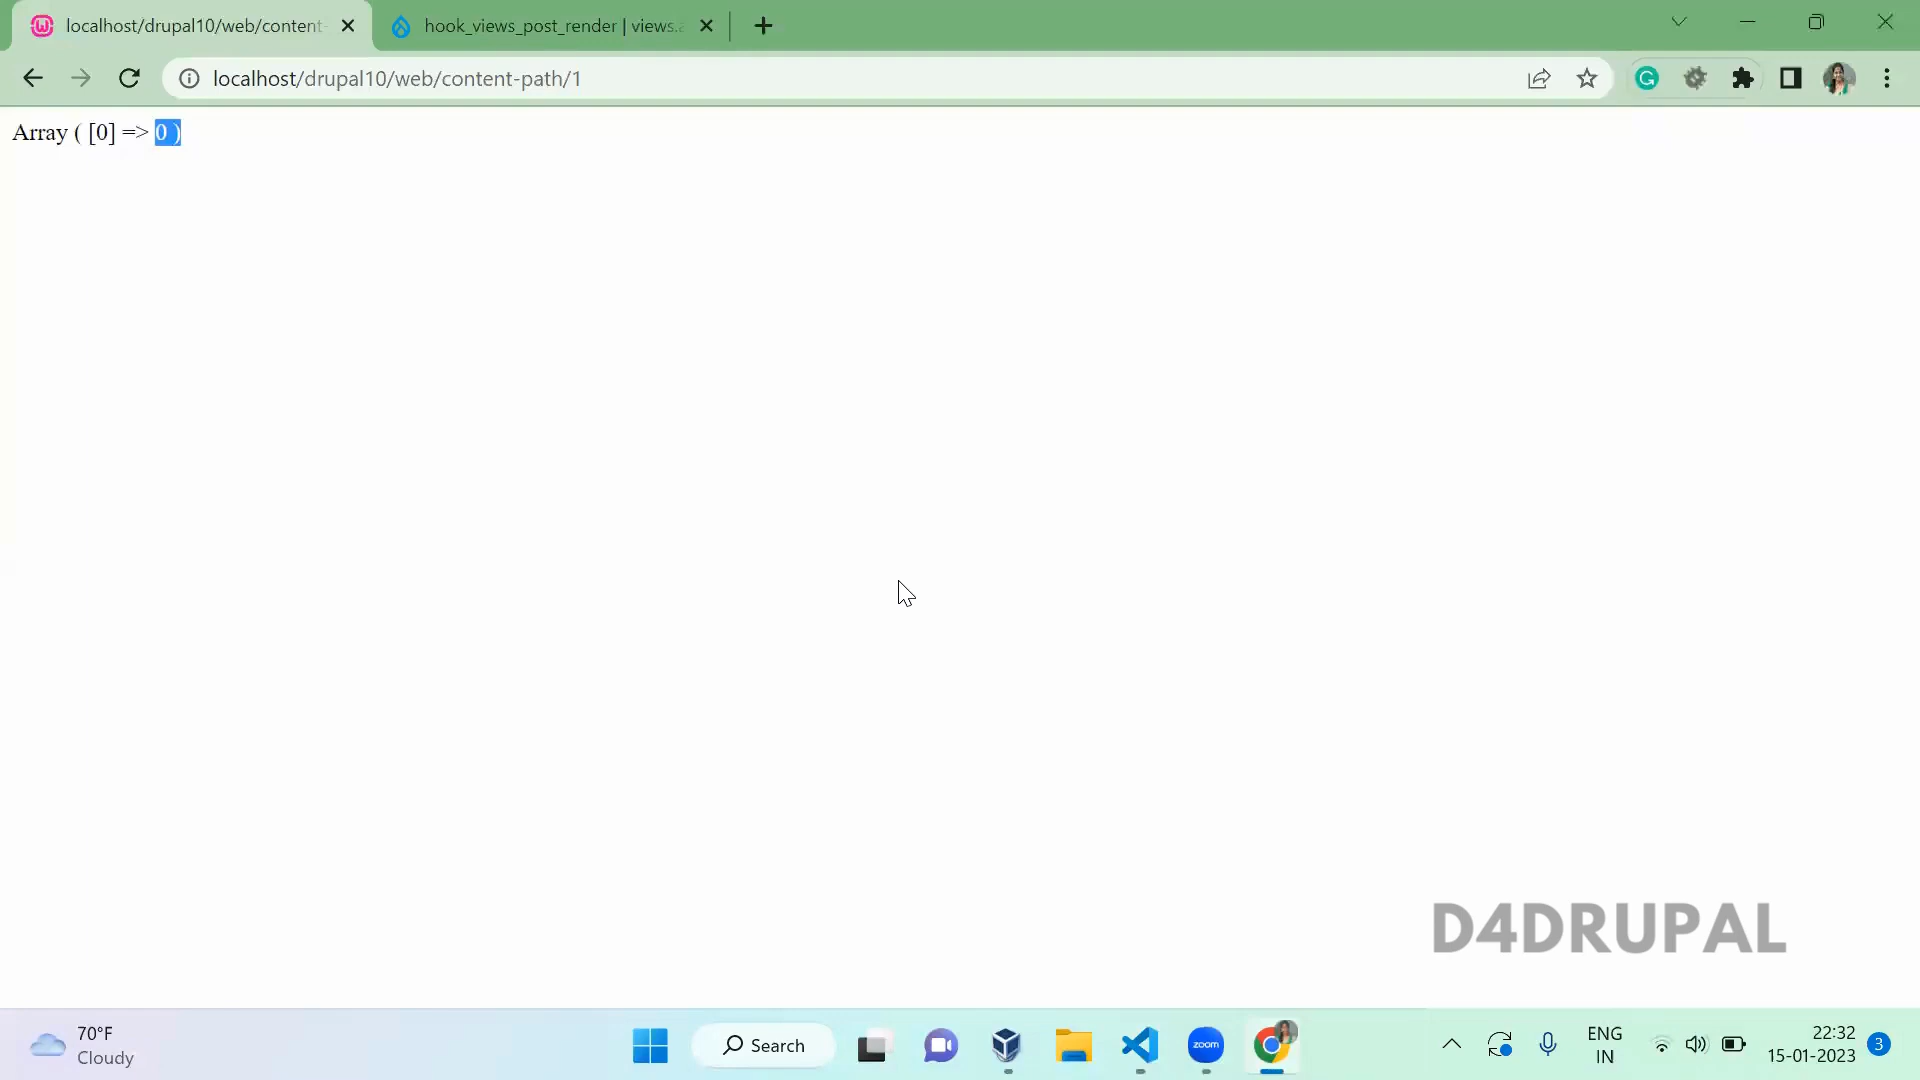 localhost/drupal10/web/content-
hook_views_post_render | views.a
localhost/drupal10/web/content-path/1
Array ( [0] => 0 )
D4DRUPAL
70°F
Cloudy
Search
zoom
ENG
IN
22:32
15-01-2023
3